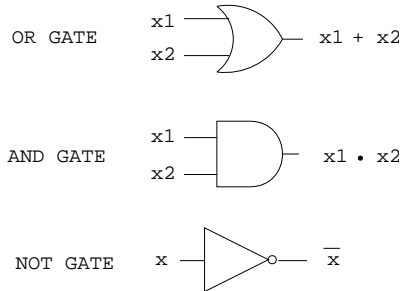 OR GATE x1 x2 x1 + x2
AND GATE x1 x2 x1 • x2
NOT GATE x x̅